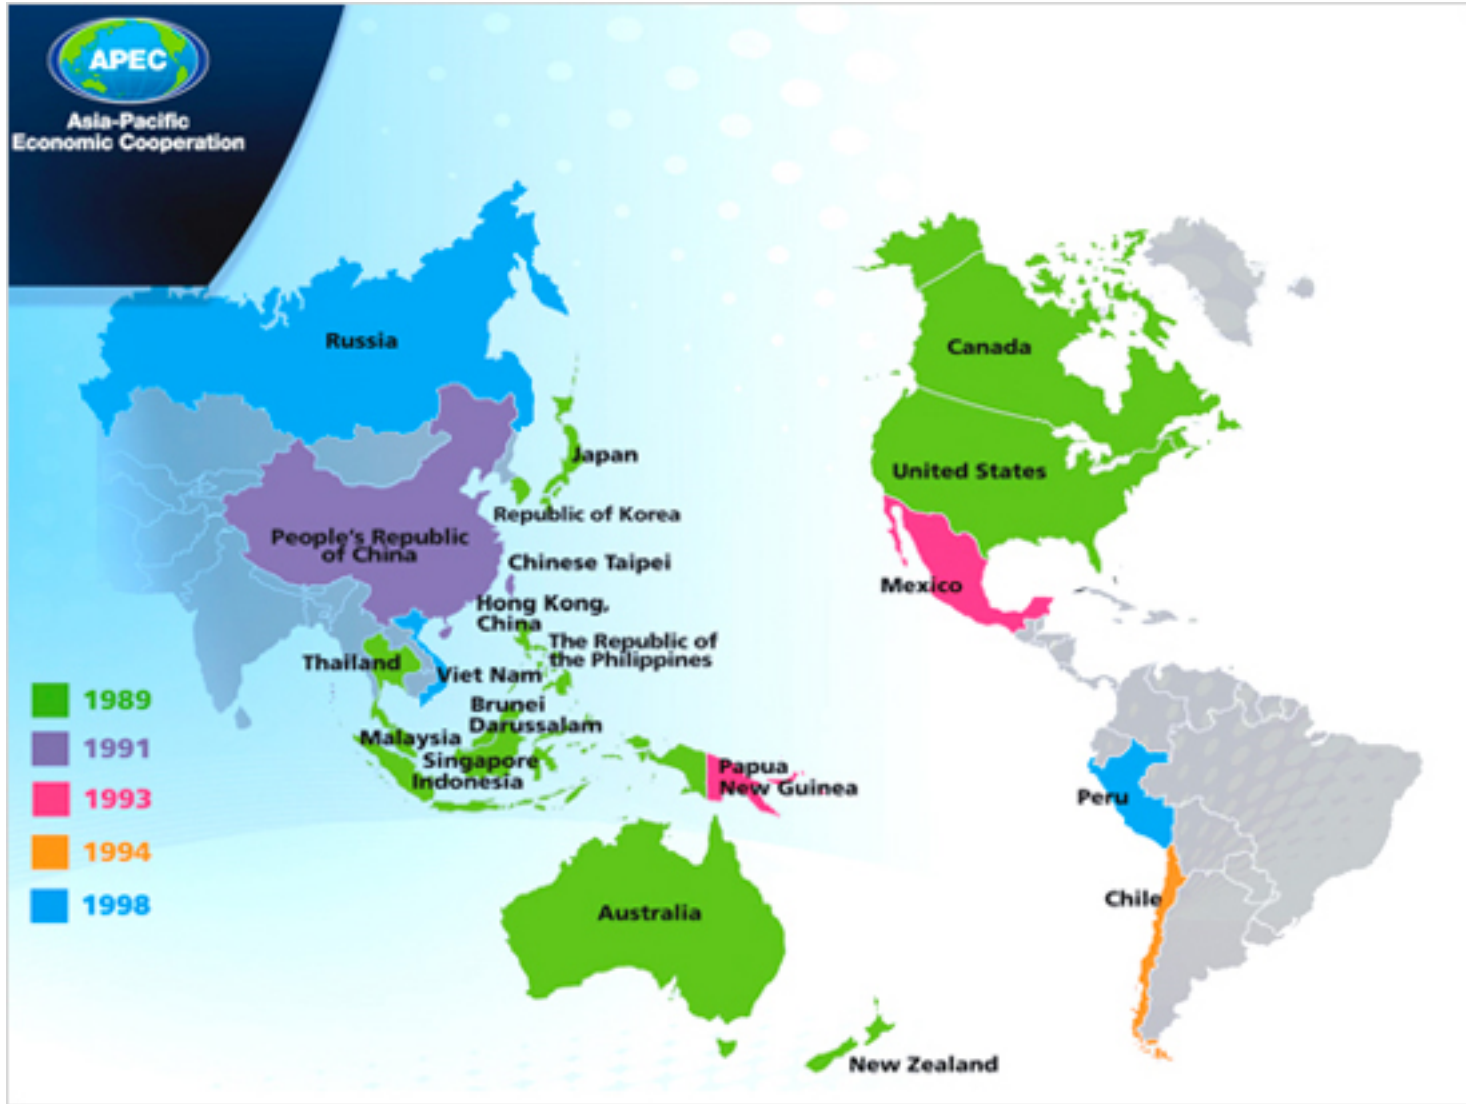 APEC
Asia-Pacific
Economic Cooperation
Russia
Canada
Japan
United States
Republic of Korea
People's Republic
of China
Chinese Taipei
Mexico
Hong Kong,
China
The Republic of
the Philippines
Thailand
Viet Nam
Brunei
Darussalam
Malaysia
Singapore
Indonesia
Papua
New Guinea
Peru
Chile
Australia
New Zealand
1989
1991
1993
1994
1998